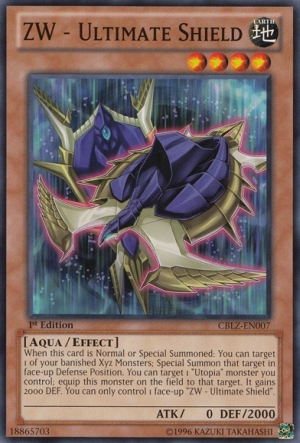 ZW - Ultimate Shield
EARTH
地
1st Edition
CBLZ-EN007
[Aqua / Effect]
When this card is Normal or Special Summoned: You can target
1 of your banished Xyz Monsters; Special Summon that target in
face-up Defense Position. You can target 1 "Utopia" monster you
control; equip this monster on the field to that target. It gains
2000 DEF. You can only control 1 face-up "ZW - Ultimate Shield".
ATK/ 0 DEF/2000
18865703
©1996 KAZUKI TAKAHASHI